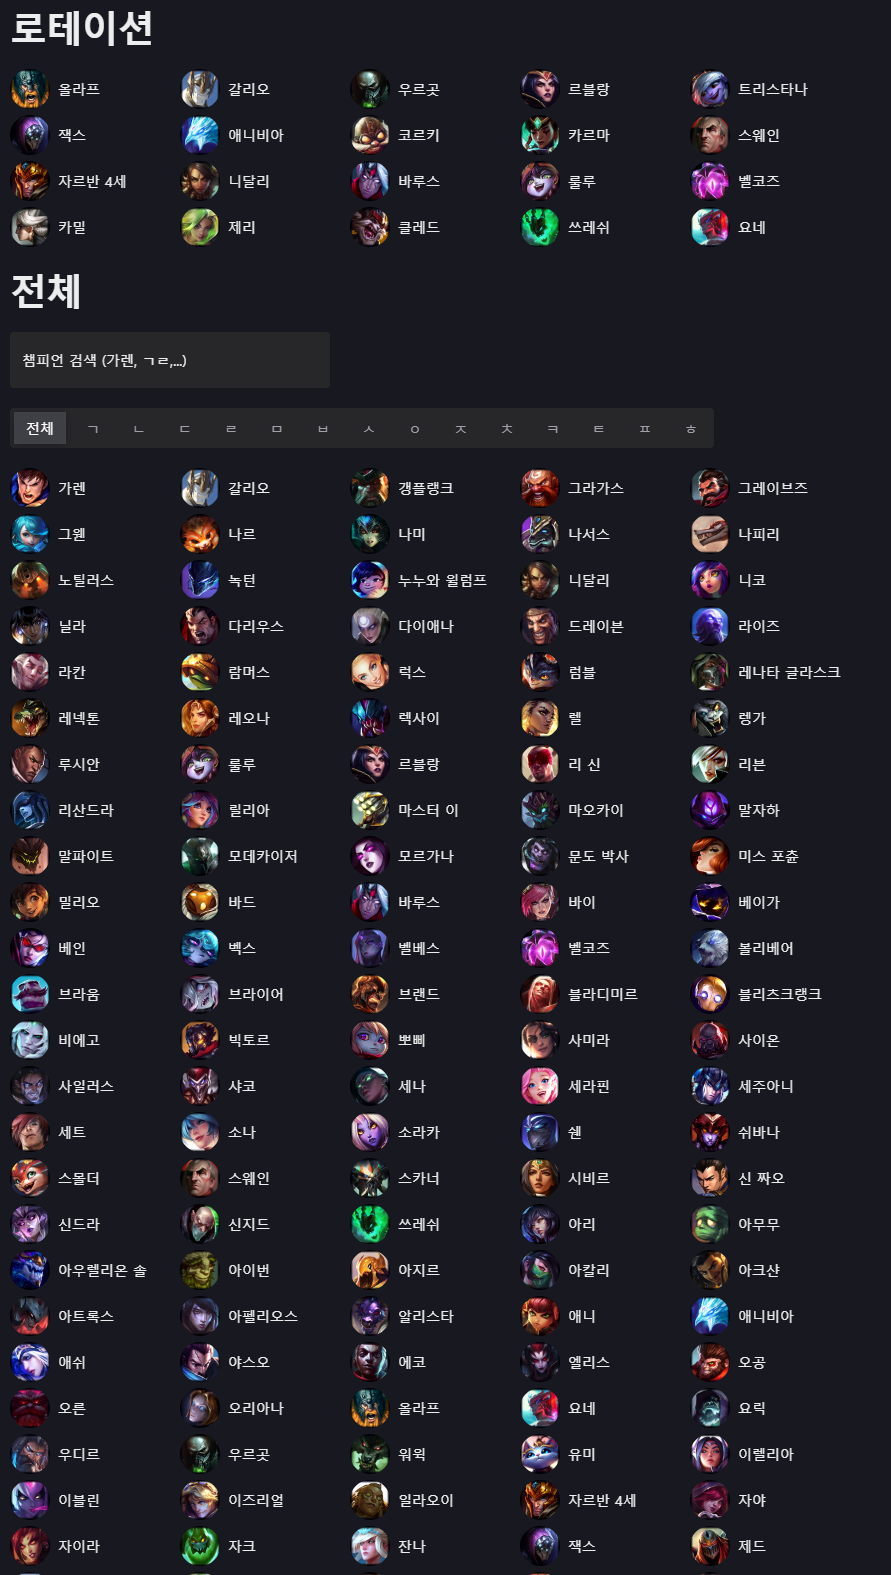 로테이션
올라프 갈리오 우르곳 르블랑 트리스타나
잭스 애니비아 코르키 카르마 스웨인
자르반 4세 니달리 바루스 룰루 벨코즈
카밀 제리 클레드 쓰레쉬 요네
전체
챔피언 검색 (가렌, ㄱㄹ,...)
전체 ㄱ ㄴ ㄷ ㄹ ㅁ ㅂ ㅅ ㅇ ㅈ ㅊ ㅋ ㅌ ㅍ ㅎ
가렌 갈리오 갱플랭크 그라가스 그레이브즈
그웬 나르 나미 나서스 나피리
노틸러스 녹턴 누누와 윌럼프 니달리 니코
닐라 다리우스 다이애나 드레이븐 라이즈
라칸 람머스 럭스 럼블 레나타 글라스크
레넥톤 레오나 렉사이 렐 렝가
루시안 룰루 르블랑 리 신 리븐
리산드라 릴리아 마스터 이 마오카이 말자하
말파이트 모데카이저 모르가나 문도 박사 미스 포츈
밀리오 바드 바루스 바이 베이가
베인 벡스 벨베스 벨코즈 볼리베어
브라움 브라이어 브랜드 블라디미르 블리츠크랭크
비에고 빅토르 뽀삐 사미라 사이온
사일러스 샤코 세나 세라핀 세주아니
세트 소나 소라카 쉔 쉬바나
스몰더 스웨인 스카너 시비르 신 짜오
신드라 신지드 쓰레쉬 아리 아무무
아우렐리온 솔 아이번 아지르 아칼리 아크샨
아트록스 아펠리오스 알리스타 애니 애니비아
애쉬 야스오 에코 엘리스 오공
오른 오리아나 올라프 요네 요릭
우디르 우르곳 워윅 유미 이렐리아
이블린 이즈리얼 일라오이 자르반 4세 자야
자이라 자크 잔나 잭스 제드